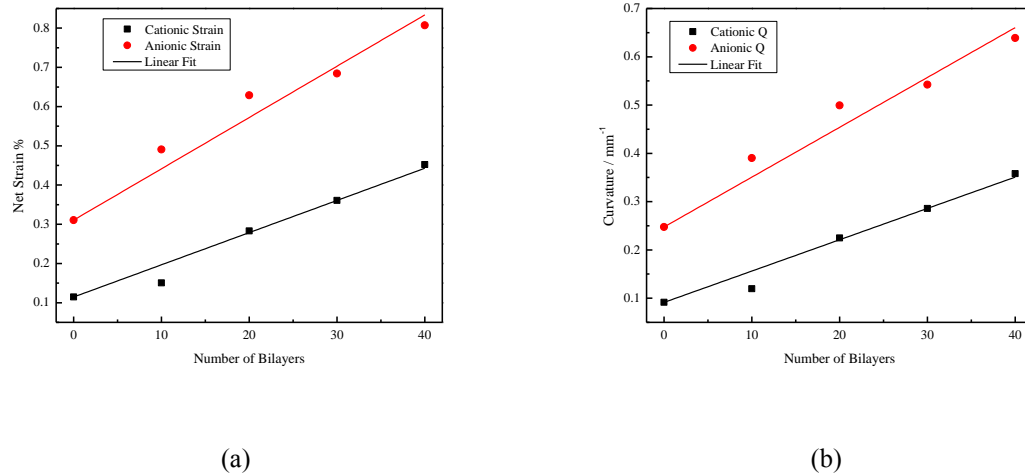 Cationic Strain
Anionic Strain
Linear Fit
Net Strain %
0.8
0.7
0.6
0.5
0.4
0.3
0.2
0.1
0 10 20 30 40
Number of Bilayers
(a)
Cationic Q
Anionic Q
Linear Fit
Curvature / mm⁻¹
0.7
0.6
0.5
0.4
0.3
0.2
0.1
0 10 20 30 40
Number of Bilayers
(b)